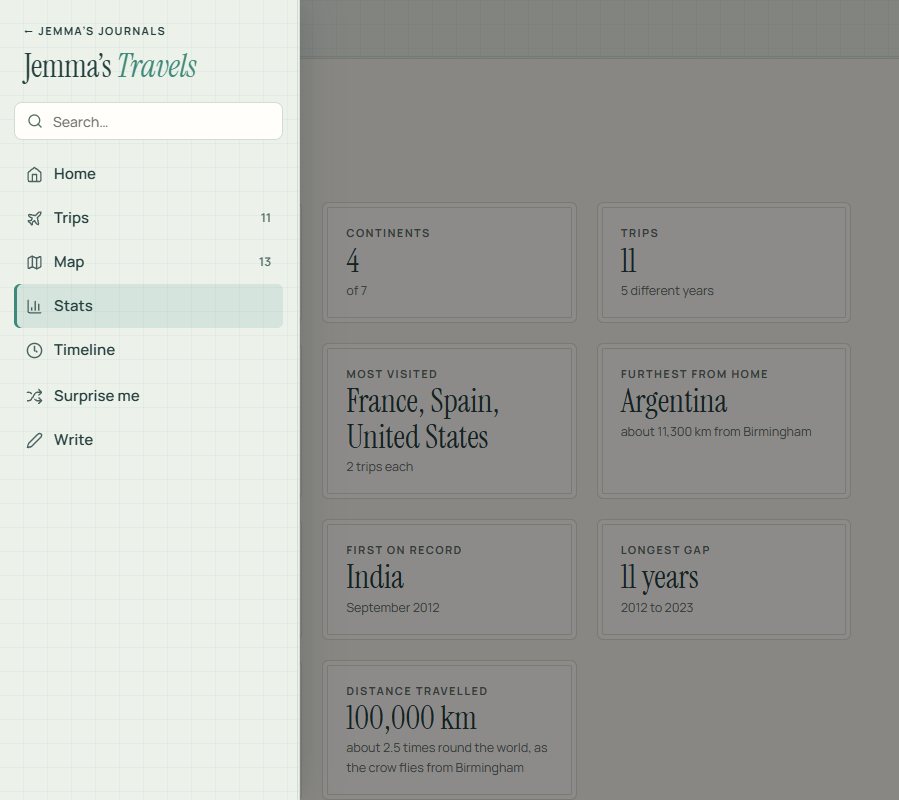 ← JEMMA'S JOURNALS
Jemma's Travels
Search...
Home
Trips 11
Map 13
Stats
Timeline
Surprise me
Write
CONTINENTS
4
of 7
TRIPS
11
5 different years
MOST VISITED
France, Spain,
United States
2 trips each
FURTHEST FROM HOME
Argentina
about 11,300 km from Birmingham
FIRST ON RECORD
India
September 2012
LONGEST GAP
11 years
2012 to 2023
DISTANCE TRAVELLED
100,000 km
about 2.5 times round the world, as
the crow flies from Birmingham